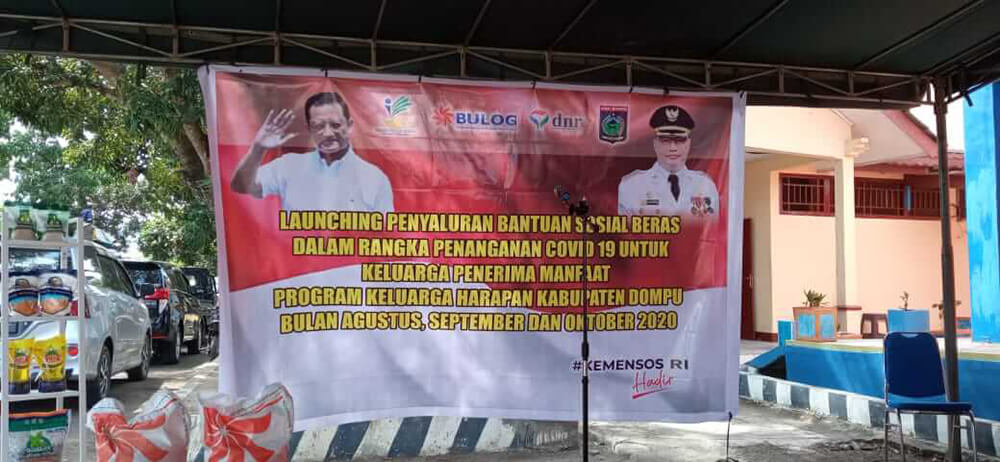 BULOG
dnr
LAUNCHING PENYALURAN BANTUAN SOSIAL BERAS
DALAM RANGKA PENANGANAN COVID 19 UNTUK
KELUARGA PENERIMA MANFAAT
PROGRAM KELUARGA HARAPAN KABUPATEN DOMPU
BULAN AGUSTUS, SEPTEMBER DAN OKTOBER 2020
#KEMENSOS RI
Hadir